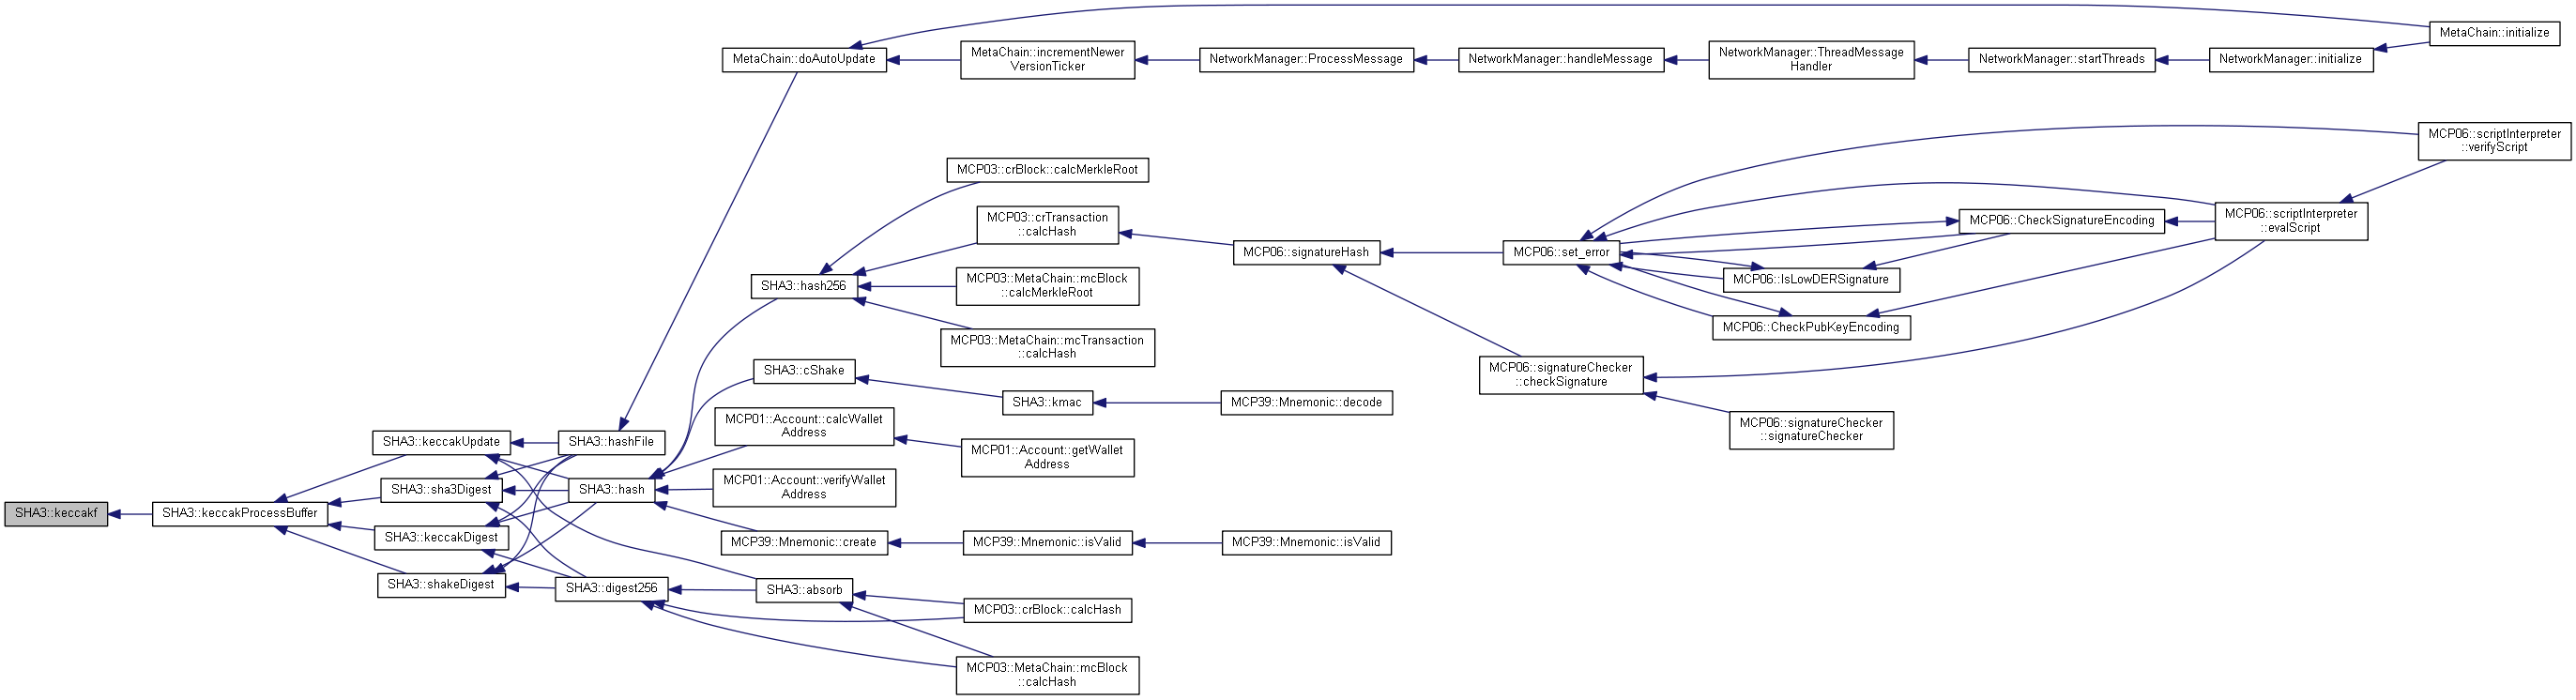 SHA3::keccakf
SHA3::keccakProcessBuffer
SHA3::keccakUpdate
SHA3::sha3Digest
SHA3::keccakDigest
SHA3::shakeDigest
SHA3::hashFile
SHA3::hash
SHA3::digest256
MetaChain::doAutoUpdate
SHA3::hash256
SHA3::cShake
MCP01::Account::calcWallet
Address
MCP01::Account::verifyWallet
Address
MCP39::Mnemonic::create
SHA3::absorb
MetaChain::incrementNewer
VersionTicker
MCP03::crBlock::calcMerkleRoot
MCP03::crTransaction
::calcHash
MCP03::MetaChain::mcBlock
::calcMerkleRoot
MCP03::MetaChain::mcTransaction
::calcHash
SHA3::kmac
MCP01::Account::getWallet
Address
MCP39::Mnemonic::isValid
MCP03::crBlock::calcHash
MCP03::MetaChain::mcBlock
::calcHash
NetworkManager::ProcessMessage
MCP06::signatureHash
MCP39::Mnemonic::decode
MCP39::Mnemonic::isValid
NetworkManager::handleMessage
MCP06::set_error
MCP06::signatureChecker
::checkSignature
NetworkManager::ThreadMessage
Handler
MCP06::IsLowDERSignature
MCP06::CheckPubKeyEncoding
MCP06::signatureChecker
::signatureChecker
NetworkManager::startThreads
MCP06::CheckSignatureEncoding
NetworkManager::initialize
MCP06::scriptInterpreter
::evalScript
MetaChain::initialize
MCP06::scriptInterpreter
::verifyScript